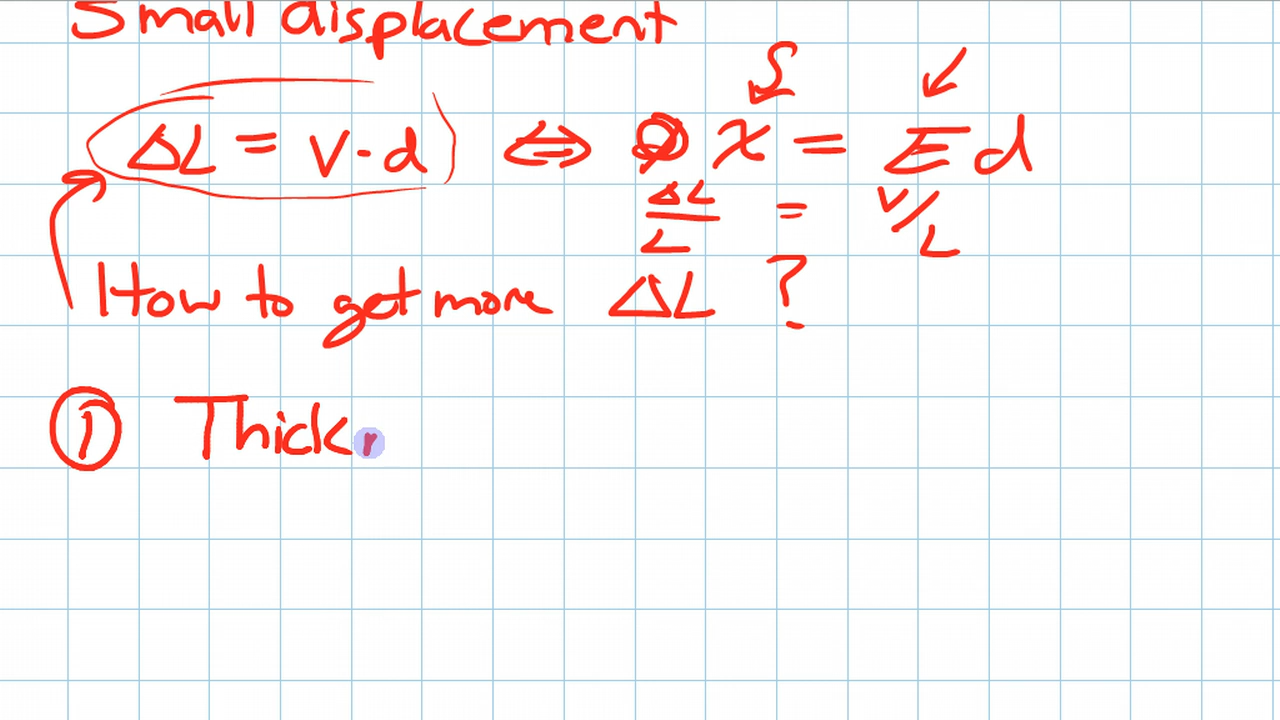 Small displacement
ΔL = V·d ⇔ x = E d
ΔL/L = V/L
How to get more ΔL ?
① Thick